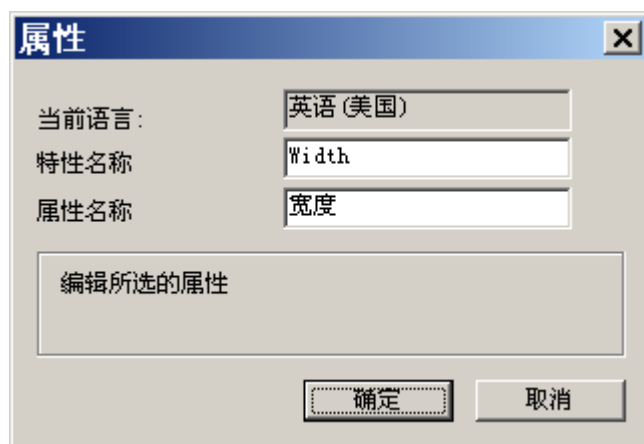 属性
当前语言: 英语(美国)
特性名称 Width
属性名称 宽度
编辑所选的属性
确定 取消